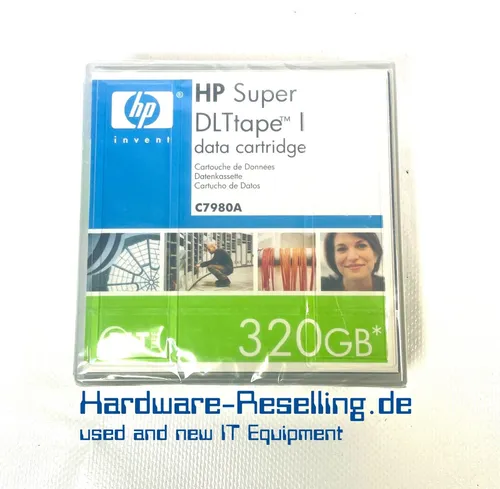 hp
®
invent
HP Super
DLTtape™ I
data cartridge
Cartouche de Données
Datenkassette
Cartucho de Datos
C7980A
320GB*
Hardware-Reselling.de
used and new IT Equipment